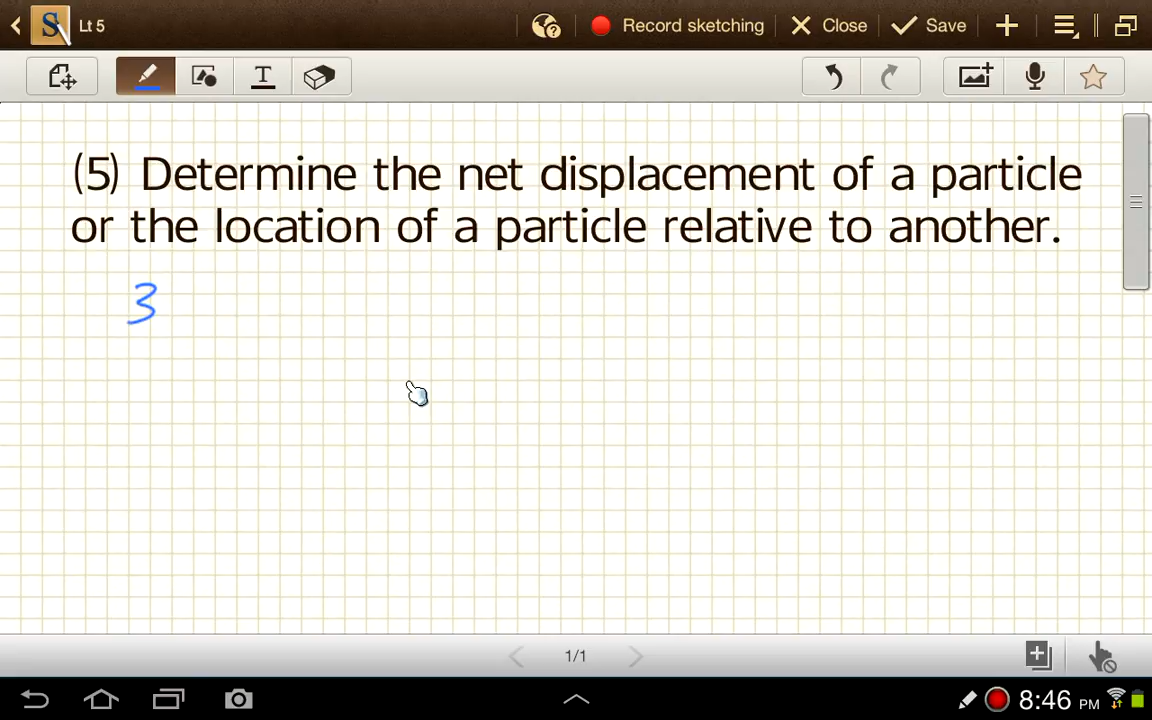 Lt 5
Record sketching
Close
Save
T
(5) Determine the net displacement of a particle
or the location of a particle relative to another.
3
1/1
8:46 PM